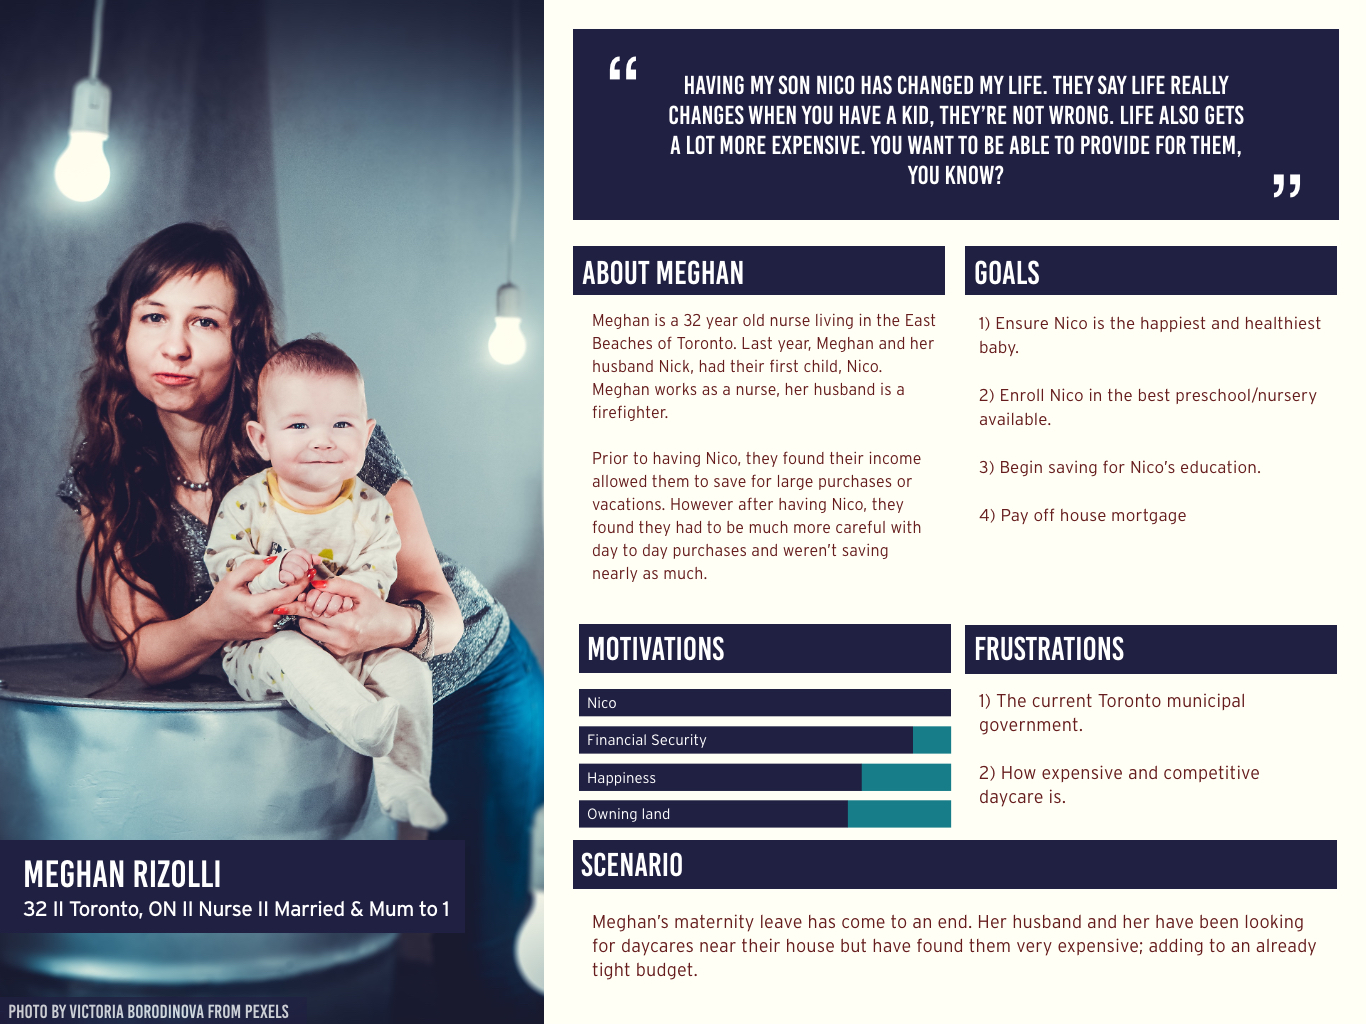 “
HAVING MY SON NICO HAS CHANGED MY LIFE. THEY SAY LIFE REALLY
CHANGES WHEN YOU HAVE A KID, THEY’RE NOT WRONG. LIFE ALSO GETS
A LOT MORE EXPENSIVE. YOU WANT TO BE ABLE TO PROVIDE FOR THEM,
YOU KNOW?
”
ABOUT MEGHAN
Meghan is a 32 year old nurse living in the East
Beaches of Toronto. Last year, Meghan and her
husband Nick, had their first child, Nico.
Meghan works as a nurse, her husband is a
firefighter.
Prior to having Nico, they found their income
allowed them to save for large purchases or
vacations. However after having Nico, they
found they had to be much more careful with
day to day purchases and weren’t saving
nearly as much.
GOALS
1) Ensure Nico is the happiest and healthiest
baby.
2) Enroll Nico in the best preschool/nursery
available.
3) Begin saving for Nico’s education.
4) Pay off house mortgage
MOTIVATIONS
Nico
Financial Security
Happiness
Owning land
FRUSTRATIONS
1) The current Toronto municipal
government.
2) How expensive and competitive
daycare is.
SCENARIO
Meghan’s maternity leave has come to an end. Her husband and her have been looking
for daycares near their house but have found them very expensive; adding to an already
tight budget.
MEGHAN RIZOLLI
32 II Toronto, ON II Nurse II Married & Mum to 1
PHOTO BY VICTORIA BORODINOVA FROM PEXELS